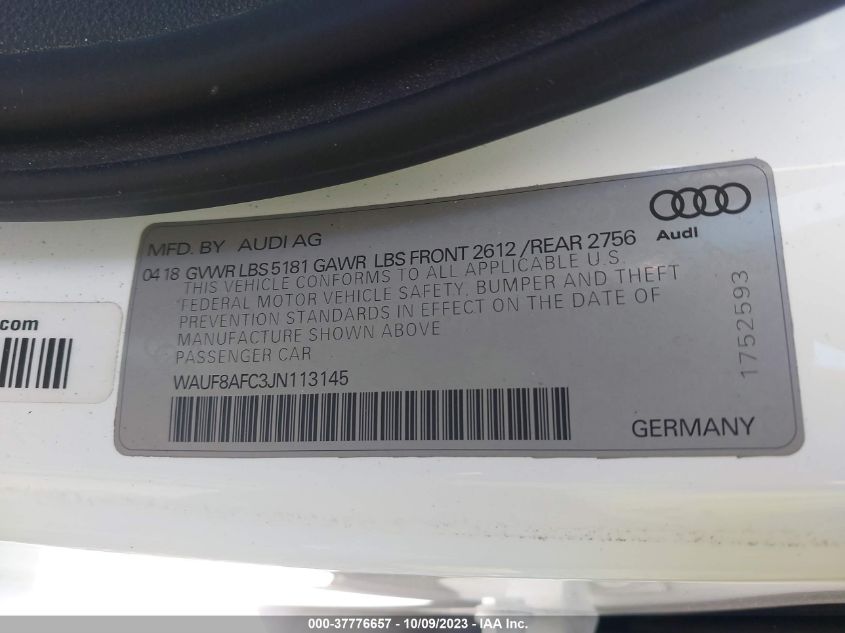 MFD. BY AUDI AG
Audi
04 18 GVWR LBS 5181 GAWR LBS FRONT 2612 / REAR 2756
THIS VEHICLE CONFORMS TO ALL APPLICABLE U.S.
FEDERAL MOTOR VEHICLE SAFETY, BUMPER AND THEFT
PREVENTION STANDARDS IN EFFECT ON THE DATE OF
MANUFACTURE SHOWN ABOVE
PASSENGER CAR
WAUF8AFC3JN113145
GERMANY
1752593
.com
000-37776657 - 10/09/2023 - IAA Inc.